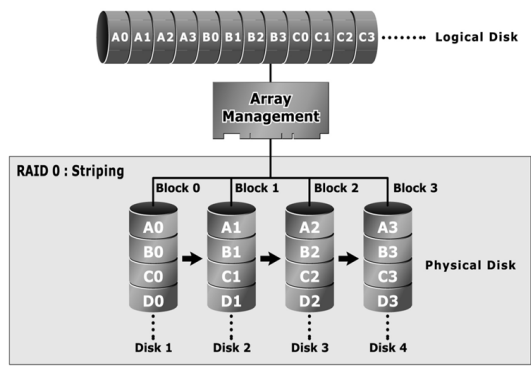 A0 A1 A2 A3 B0 B1 B2 B3 C0 C1 C2 C3 Logical Disk
Array
Management
RAID 0 : Striping
Block 0 Block 1 Block 2 Block 3
A0 A1 A2 A3
B0 B1 B2 B3
C0 C1 C2 C3
Physical Disk
D0 D1 D2 D3
Disk 1 Disk 2 Disk 3 Disk 4